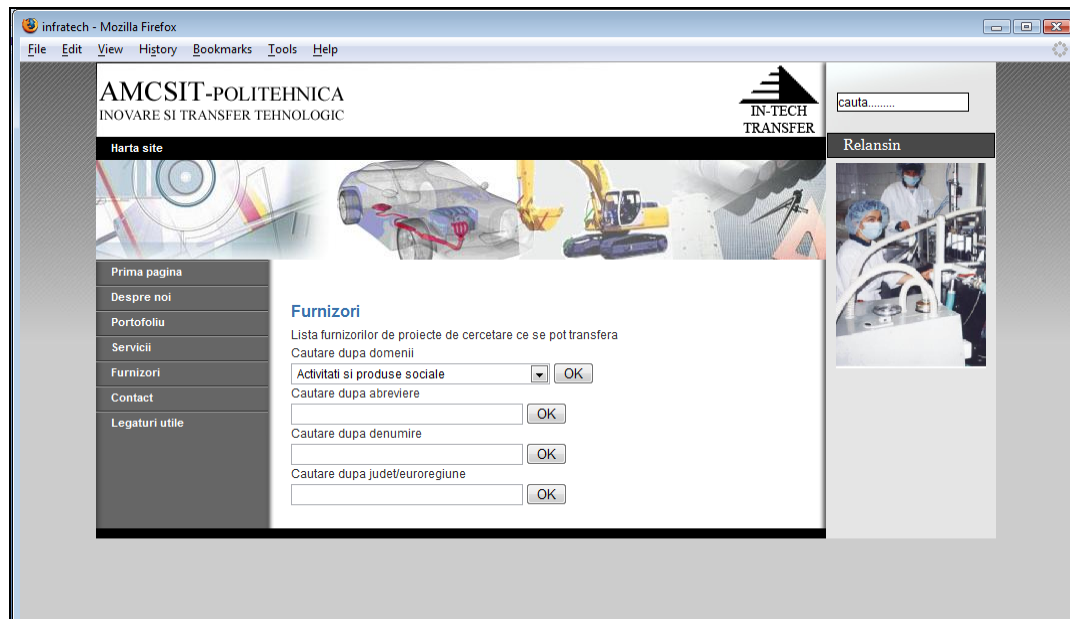 infratech - Mozilla Firefox
File Edit View History Bookmarks Tools Help
AMCSIT-POLITEHNICA
INOVARE SI TRANSFER TEHNOLOGIC
IN-TECH
TRANSFER
cauta.........
Harta site
Relansin
Prima pagina
Despre noi
Portofoliu
Servicii
Furnizori
Contact
Legaturi utile
Furnizori
Lista furnizorilor de proiecte de cercetare ce se pot transfera
Cautare dupa domenii
Activitati si produse sociale OK
Cautare dupa abreviere
OK
Cautare dupa denumire
OK
Cautare dupa judet/euroregiune
OK